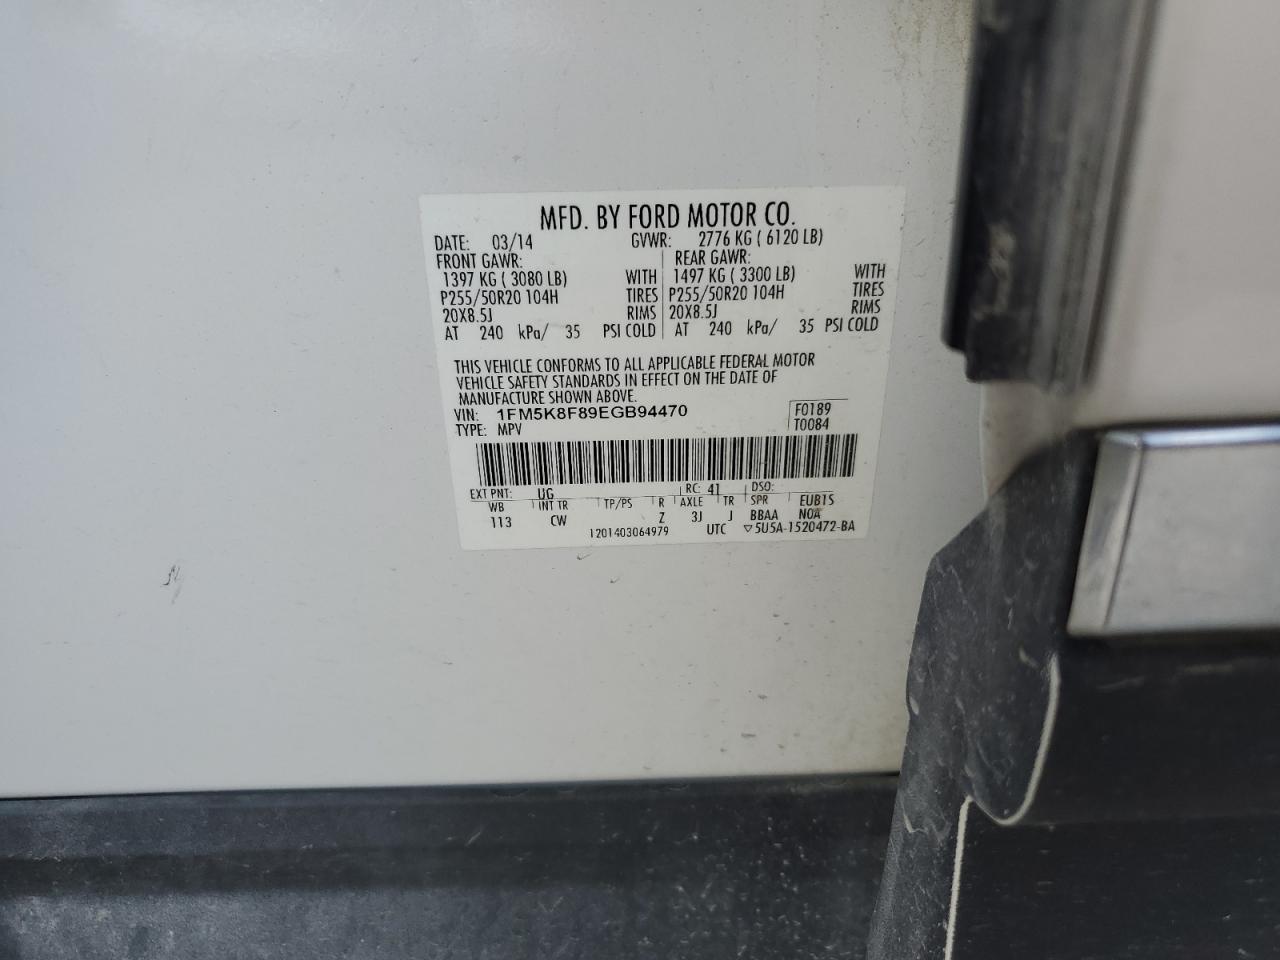 MFD. BY FORD MOTOR CO.
DATE: 03/14 GVWR: 2776 KG ( 6120 LB)
FRONT GAWR: REAR GAWR:
1397 KG ( 3080 LB) WITH 1497 KG ( 3300 LB) WITH
P255/50R20 104H TIRES P255/50R20 104H TIRES
20X8.5J RIMS 20X8.5J RIMS
AT 240 kPa/ 35 PSI COLD AT 240 kPa/ 35 PSI COLD
THIS VEHICLE CONFORMS TO ALL APPLICABLE FEDERAL MOTOR
VEHICLE SAFETY STANDARDS IN EFFECT ON THE DATE OF
MANUFACTURE SHOWN ABOVE.
VIN: 1FM5K8F89EGB94470 F0189
TYPE: MPV T0084
EXT PNT: UG RC: 41 DSO:
WB INT TR TP/PS R AXLE TR SPR EUB1S
113 CW Z 3J J BBAA NOA
1201403064979 UTC ▽5U5A-1520472-BA